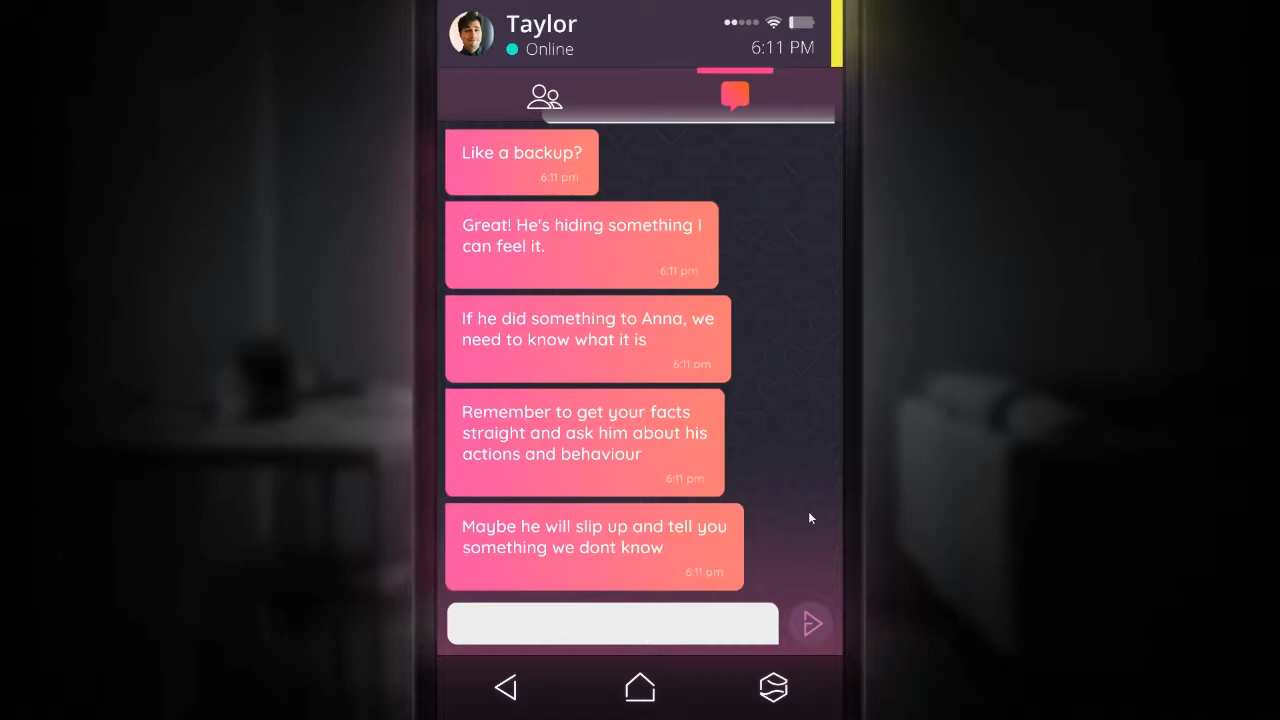 Taylor
Online
6:11 PM
Like a backup?
6:11 pm
Great! He's hiding something I
can feel it.
6:11 pm
If he did something to Anna, we
need to know what it is
6:11 pm
Remember to get your facts
straight and ask him about his
actions and behaviour
6:11 pm
Maybe he will slip up and tell you
something we dont know
6:11 pm